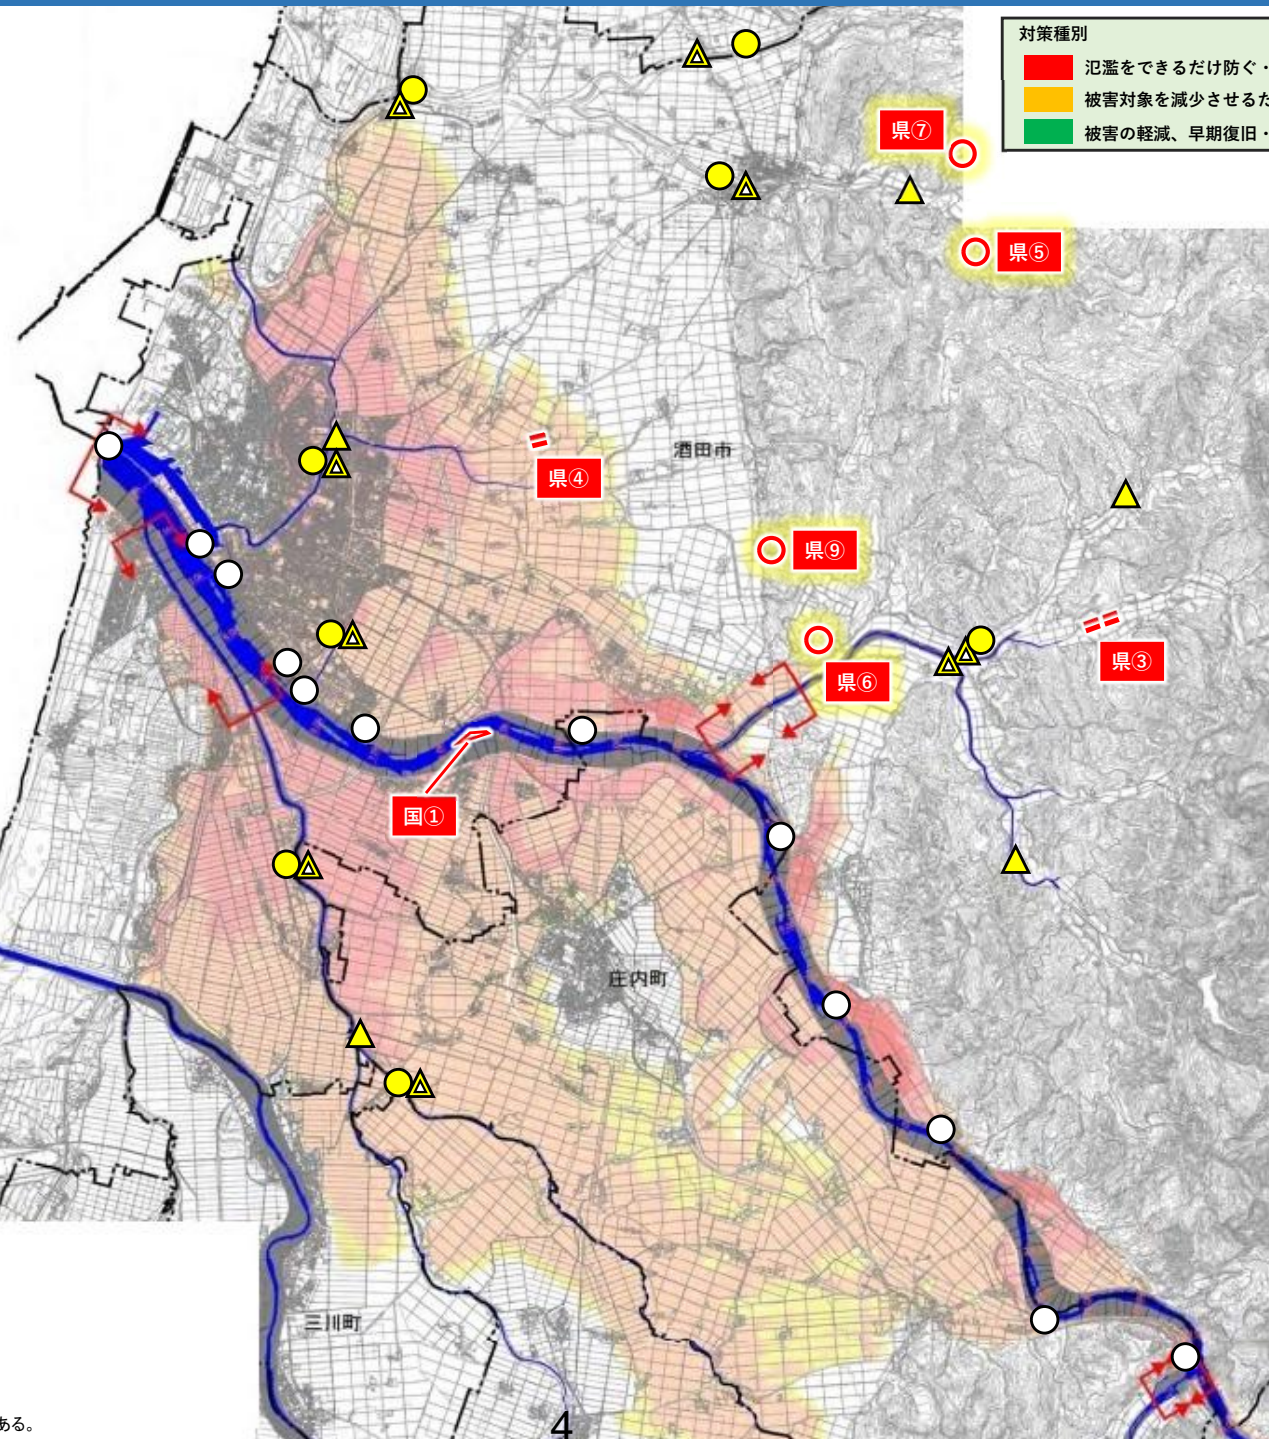 対策種別
氾濫をできるだけ防ぐ・
被害対象を減少させるた
被害の軽減、早期復旧・
県⑦
県⑤
酒田市
県④
県⑨
県③
県⑥
国①
庄内町
三川町
ある。
4